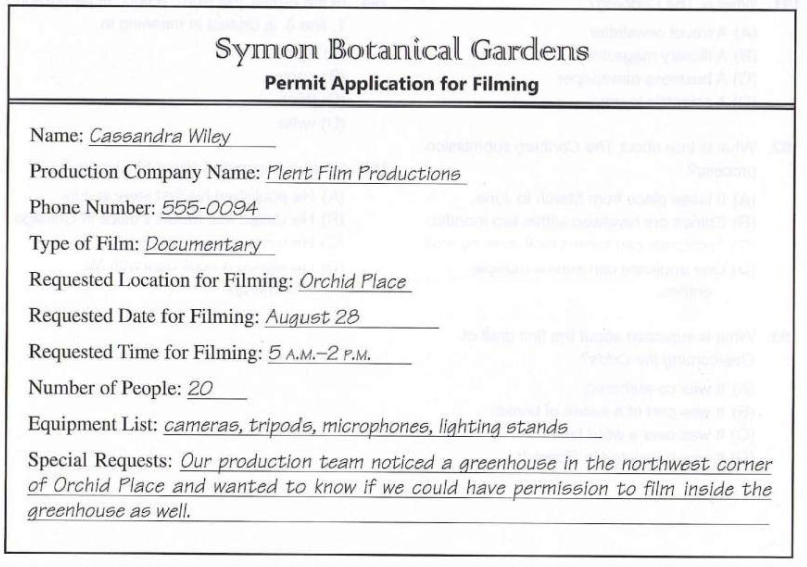 Symon Botanical Gardens
Permit Application for Filming
Name: Cassandra Wiley
Production Company Name: Plent Film Productions
Phone Number: 555-0094
Type of Film: Documentary
Requested Location for Filming: Orchid Place
Requested Date for Filming: August 28
Requested Time for Filming: 5 A.M.–2 P.M.
Number of People: 20
Equipment List: cameras, tripods, microphones, lighting stands
Special Requests: Our production team noticed a greenhouse in the northwest corner
of Orchid Place and wanted to know if we could have permission to film inside the
greenhouse as well.